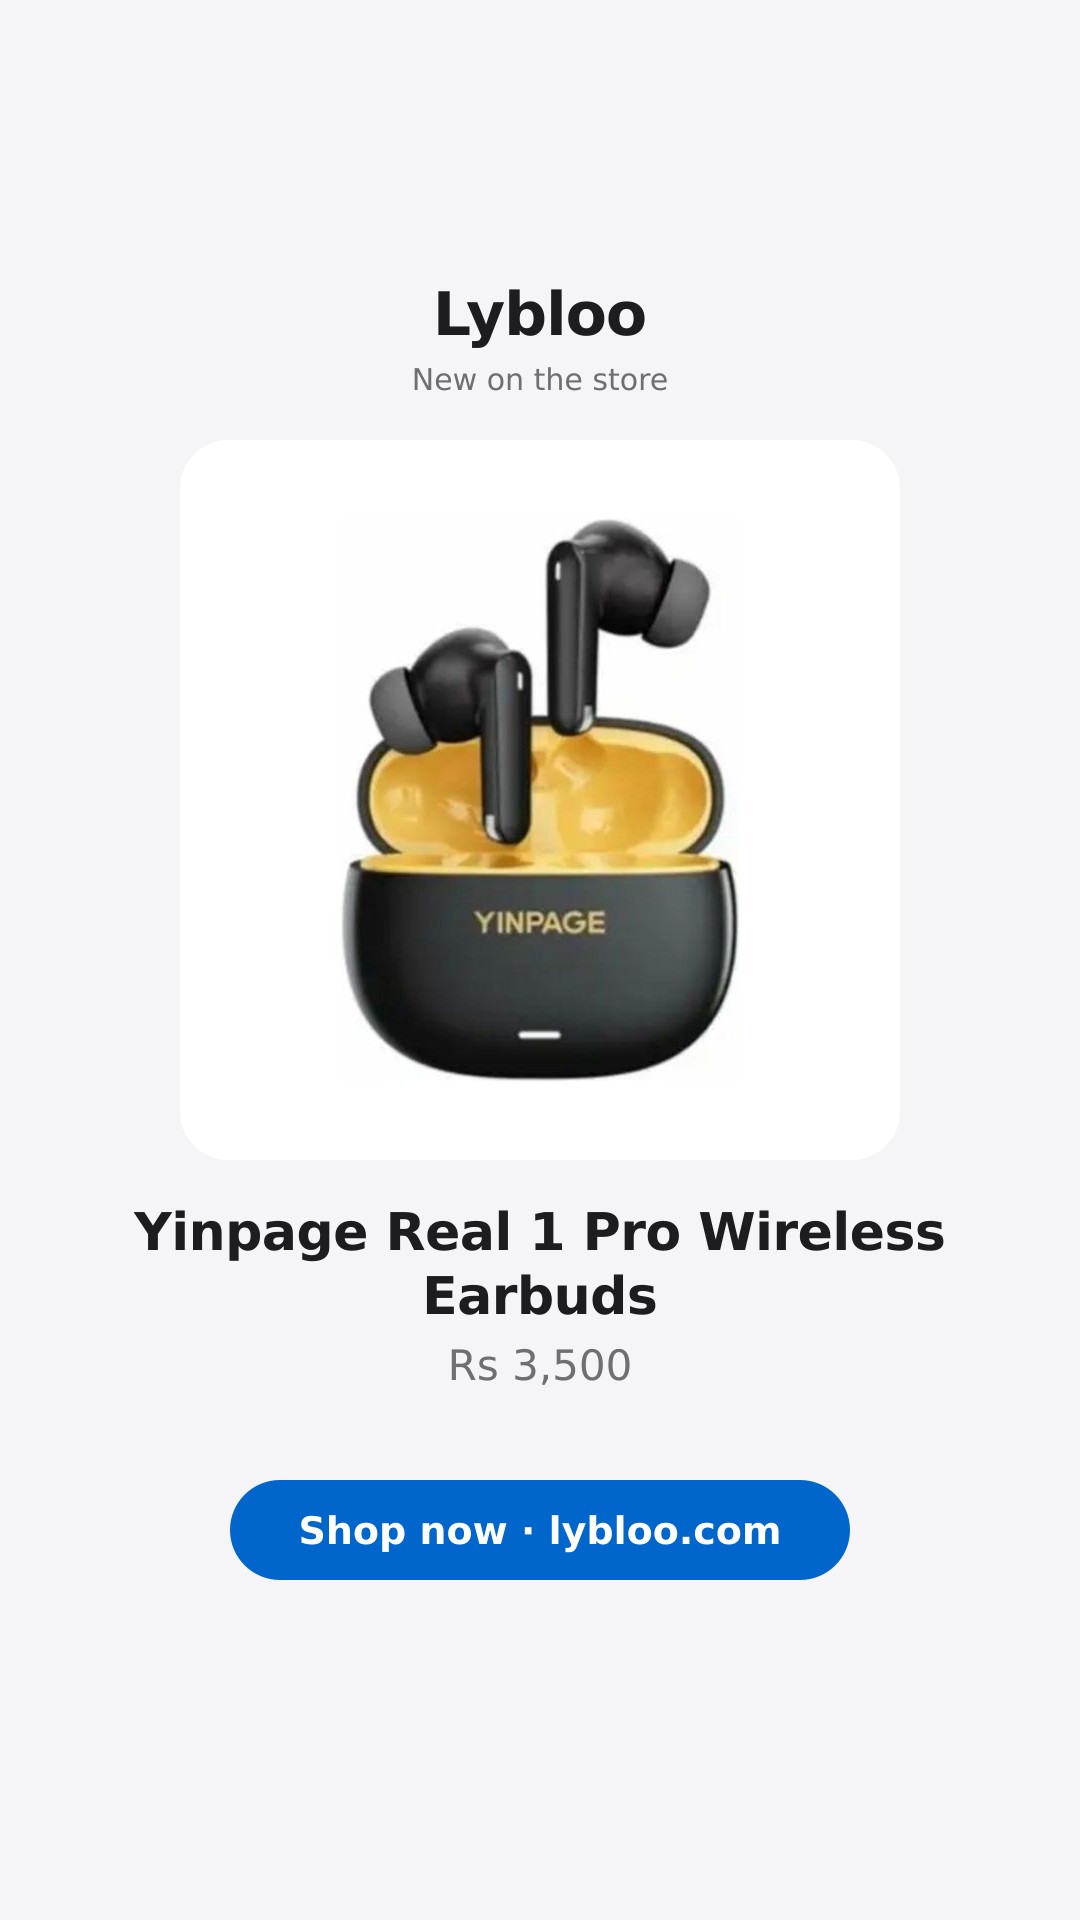 Lybloo
New on the store
YINPAGE
Yinpage Real 1 Pro Wireless
Earbuds
Rs 3,500
Shop now · lybloo.com